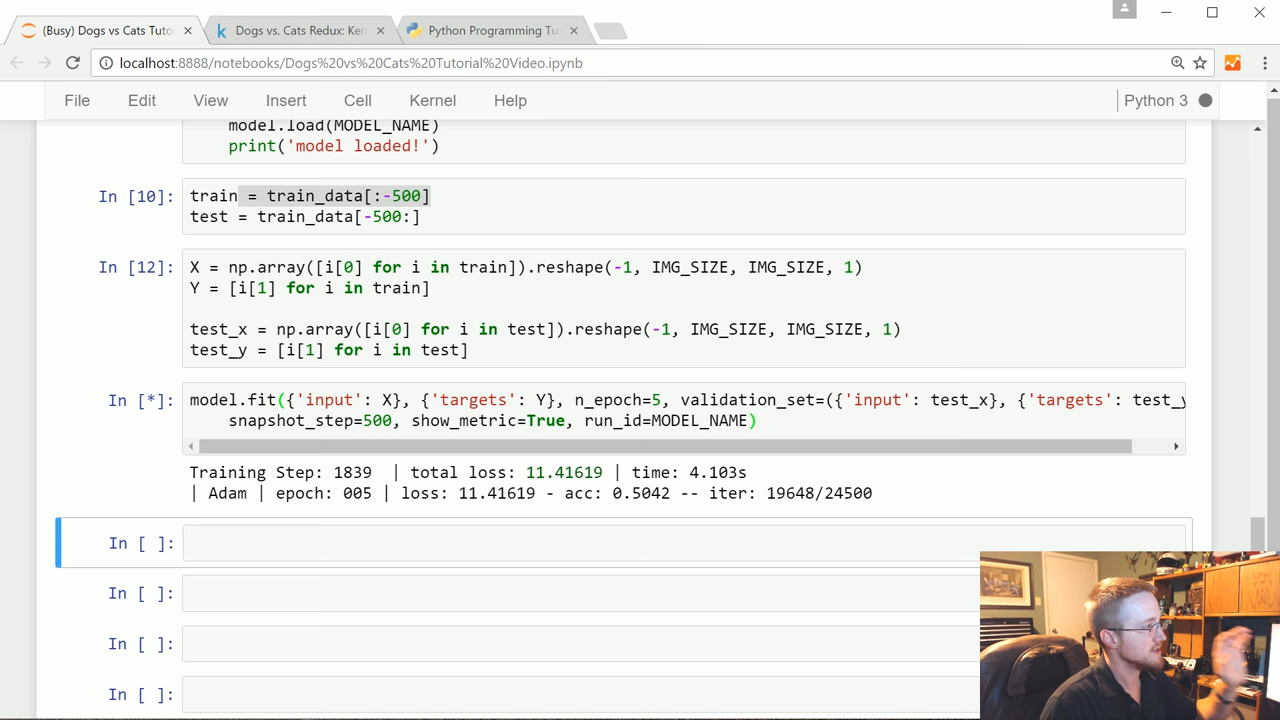 (Busy) Dogs vs Cats Tuto
Dogs vs. Cats Redux: Ker
Python Programming Tu
localhost:8888/notebooks/Dogs%20vs%20Cats%20Tutorial%20Video.ipynb
File Edit View Insert Cell Kernel Help Python 3
model.load(MODEL_NAME)
print('model loaded!')
In [10]: train = train_data[:-500]
test = train_data[-500:]
In [12]: X = np.array([i[0] for i in train]).reshape(-1, IMG_SIZE, IMG_SIZE, 1)
Y = [i[1] for i in train]
test_x = np.array([i[0] for i in test]).reshape(-1, IMG_SIZE, IMG_SIZE, 1)
test_y = [i[1] for i in test]
In [*]: model.fit({'input': X}, {'targets': Y}, n_epoch=5, validation_set=({'input': test_x}, {'targets': test_y
snapshot_step=500, show_metric=True, run_id=MODEL_NAME)
Training Step: 1839 | total loss: 11.41619 | time: 4.103s
| Adam | epoch: 005 | loss: 11.41619 - acc: 0.5042 -- iter: 19648/24500
In [ ]:
In [ ]:
In [ ]:
In [ ]: